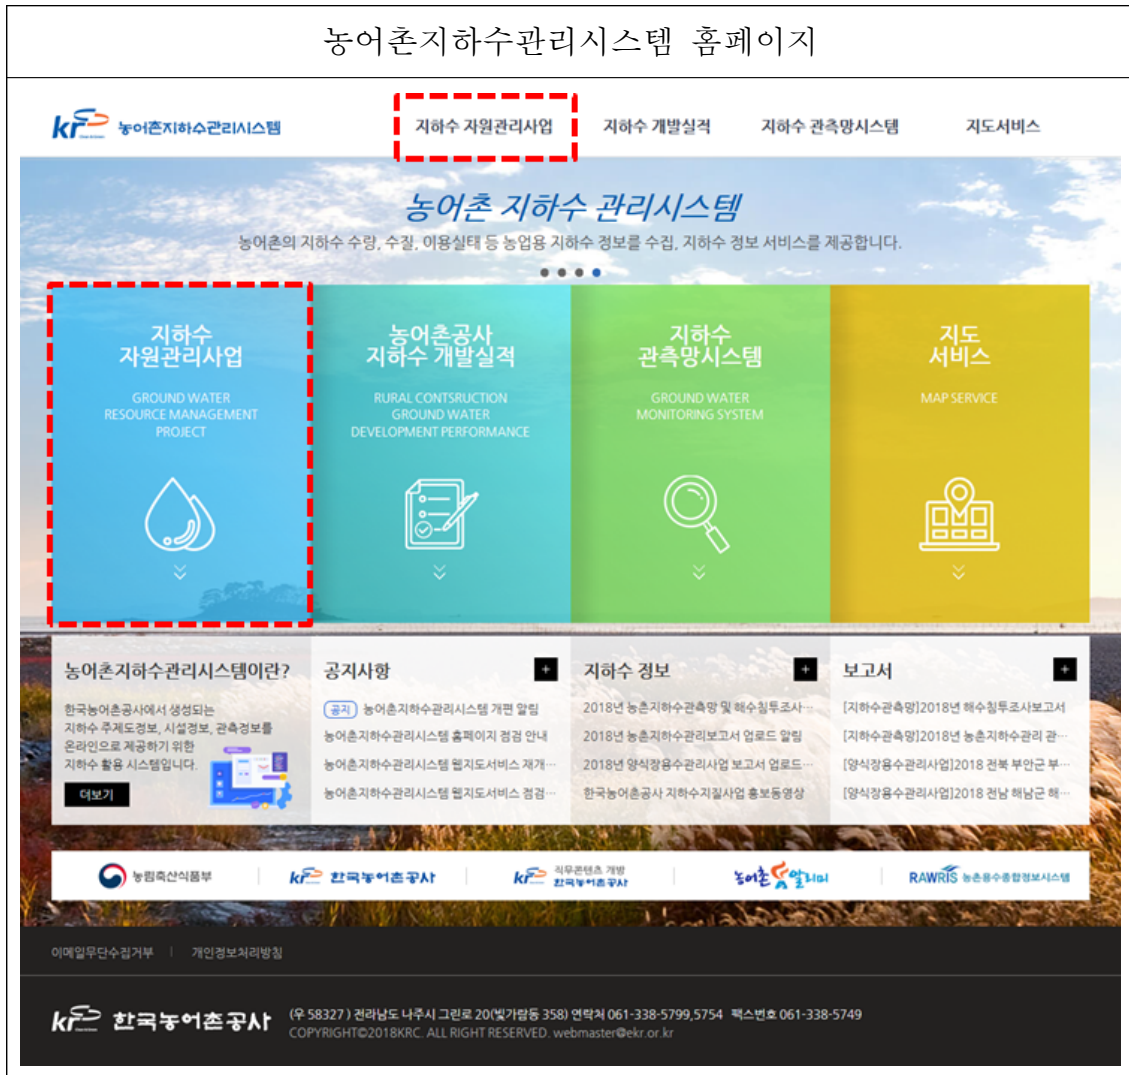 농어촌지하수관리시스템 홈페이지
kr 농어촌지하수관리시스템
지하수 자원관리사업
지하수 개발실적
지하수 관측망시스템
지도서비스
농어촌 지하수 관리시스템
농어촌의 지하수 수량, 수질, 이용실태 등 농업용 지하수 정보를 수집, 지하수 정보 서비스를 제공합니다.
지하수
자원관리사업
GROUND WATER
RESOURCE MANAGEMENT
PROJECT
농어촌공사
지하수 개발실적
RURAL CONTSRUCTION
GROUND WATER
DEVELOPMENT PERFORMANCE
지하수
관측망시스템
GROUND WATER
MONITORING SYSTEM
지도
서비스
MAP SERVICE
농어촌지하수관리시스템이란?
한국농어촌공사에서 생성되는
지하수 주제도정보, 시설정보, 관측정보를
온라인으로 제공하기 위한
지하수 활용 시스템입니다.
더보기
공지사항 +
공지 농어촌지하수관리시스템 개편 알림
농어촌지하수관리시스템 홈페이지 점검 안내
농어촌지하수관리시스템 웹지도서비스 재개…
농어촌지하수관리시스템 웹지도서비스 점검…
지하수 정보 +
2018년 농촌지하수관측망 및 해수침투조사…
2018년 농촌지하수관리보고서 업로드 알림
2018년 양식장용수관리사업 보고서 업로드…
한국농어촌공사 지하수지질사업 홍보동영상
보고서 +
[지하수관측망]2018년 해수침투조사보고서
[지하수관측망]2018년 농촌지하수관리 관…
[양식장용수관리사업]2018 전북 부안군 부…
[양식장용수관리사업]2018 전남 해남군 해…
농림축산식품부
kr 한국농어촌공사
kr 직무콘텐츠 개방
한국농어촌공사
농어촌 알리미
RAWRIS 농촌용수종합정보시스템
이메일무단수집거부 | 개인정보처리방침
kr 한국농어촌공사
(우 58327 ) 전라남도 나주시 그린로 20(빛가람동 358) 연락처 061-338-5799,5754 팩스번호 061-338-5749
COPYRIGHT©2018KRC. ALL RIGHT RESERVED. webmaster@ekr.or.kr